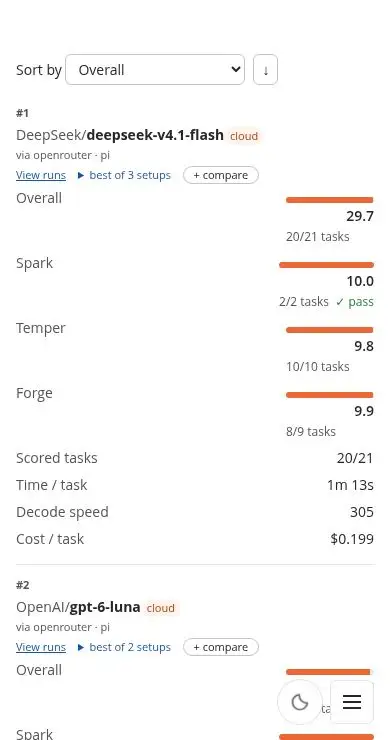 Sort by Overall ↓
#1
DeepSeek/deepseek-v4.1-flash cloud
via openrouter · pi
View runs ▶ best of 3 setups + compare
Overall
29.7
20/21 tasks
Spark
10.0
2/2 tasks ✓ pass
Temper
9.8
10/10 tasks
Forge
9.9
8/9 tasks
Scored tasks 20/21
Time / task 1m 13s
Decode speed 305
Cost / task $0.199
#2
OpenAI/gpt-6-luna cloud
via openrouter · pi
View runs ▶ best of 2 setups + compare
Overall
Spark